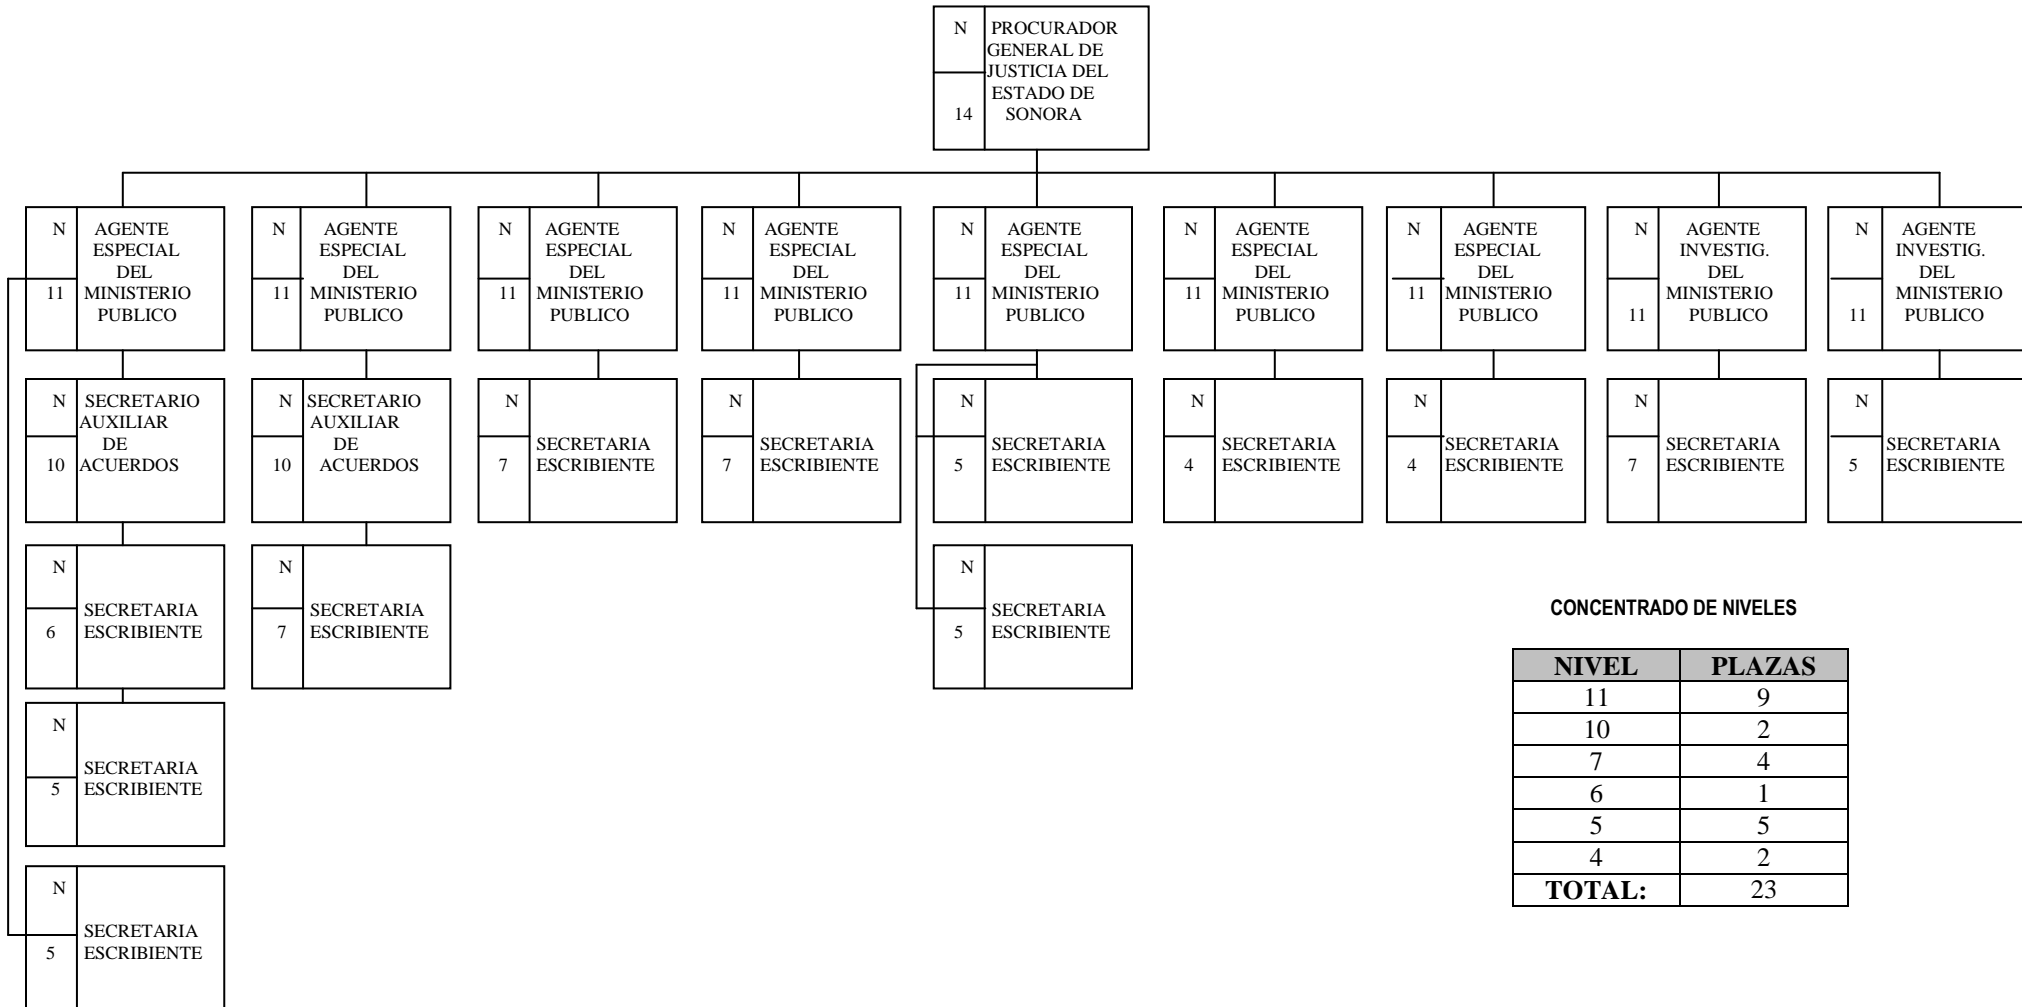 N PROCURADOR
GENERAL DE
JUSTICIA DEL
ESTADO DE
14 SONORA
N AGENTE
ESPECIAL
DEL
11 MINISTERIO
PUBLICO
N AGENTE
ESPECIAL
DEL
11 MINISTERIO
PUBLICO
N AGENTE
ESPECIAL
DEL
11 MINISTERIO
PUBLICO
N AGENTE
ESPECIAL
DEL
11 MINISTERIO
PUBLICO
N AGENTE
ESPECIAL
DEL
11 MINISTERIO
PUBLICO
N AGENTE
ESPECIAL
DEL
11 MINISTERIO
PUBLICO
N AGENTE
ESPECIAL
DEL
11 MINISTERIO
PUBLICO
N AGENTE
INVESTIG.
DEL
MINISTERIO
11 PUBLICO
N AGENTE
INVESTIG.
DEL
MINISTERIO
11 PUBLICO
N SECRETARIO
AUXILIAR
DE
10 ACUERDOS
N SECRETARIO
AUXILIAR
DE
10 ACUERDOS
N
SECRETARIA
7 ESCRIBIENTE
N
SECRETARIA
7 ESCRIBIENTE
N
SECRETARIA
5 ESCRIBIENTE
N
SECRETARIA
4 ESCRIBIENTE
N
SECRETARIA
4 ESCRIBIENTE
N
SECRETARIA
7 ESCRIBIENTE
N
SECRETARIA
5 ESCRIBIENTE
N
SECRETARIA
6 ESCRIBIENTE
N
SECRETARIA
7 ESCRIBIENTE
N
SECRETARIA
5 ESCRIBIENTE
N
SECRETARIA
5 ESCRIBIENTE
N
SECRETARIA
5 ESCRIBIENTE
CONCENTRADO DE NIVELES
NIVEL PLAZAS
11 9
10 2
7 4
6 1
5 5
4 2
TOTAL: 23